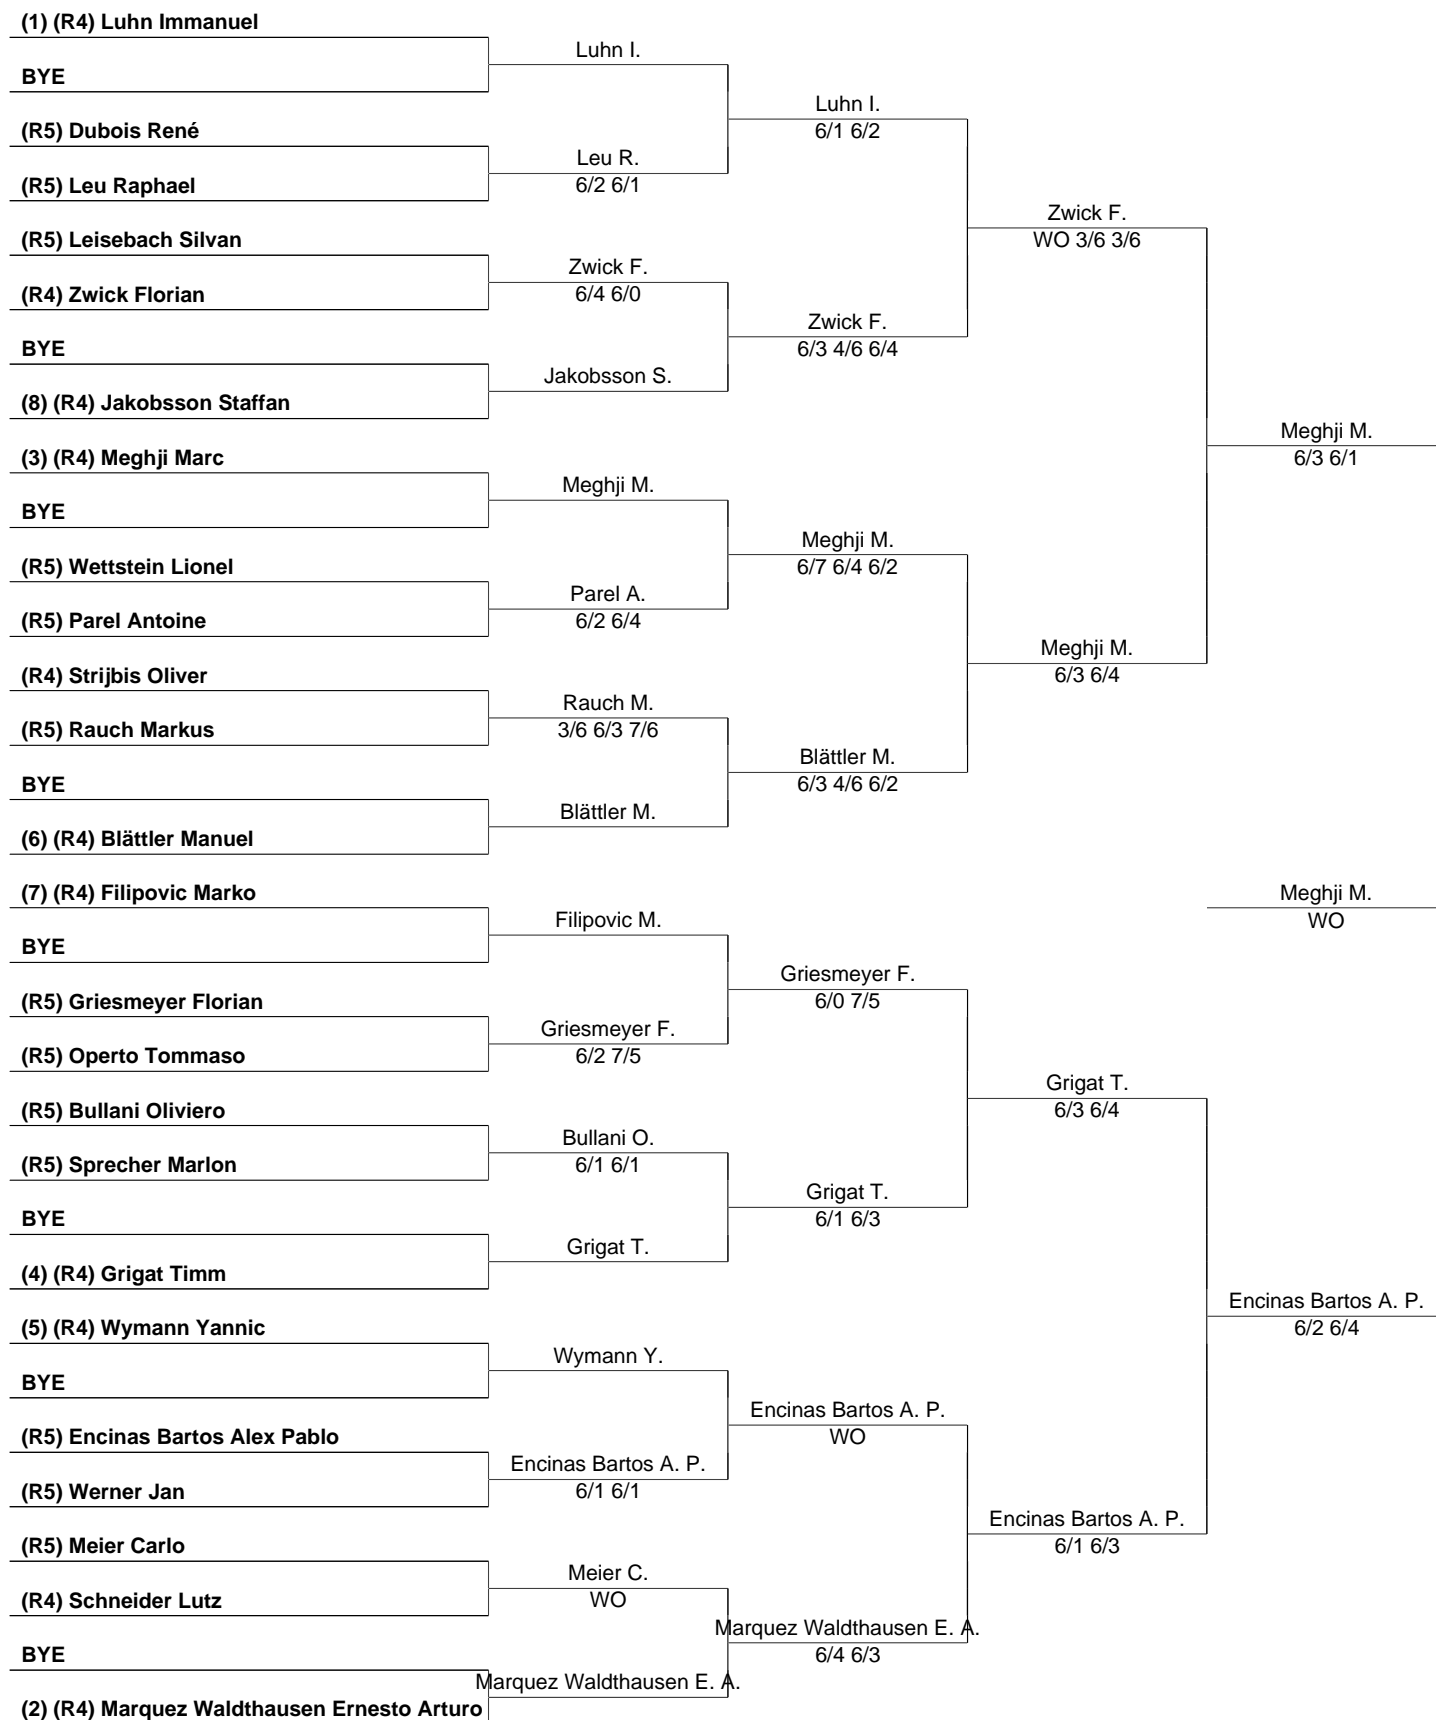 (1) (R4) Luhn Immanuel
Luhn I.
BYE
Luhn I.
6/1 6/2
(R5) Dubois René
Leu R.
6/2 6/1
(R5) Leu Raphael
Zwick F.
WO 3/6 3/6
(R5) Leisebach Silvan
Zwick F.
6/4 6/0
(R4) Zwick Florian
Zwick F.
6/3 4/6 6/4
BYE
Jakobsson S.
(8) (R4) Jakobsson Staffan
Meghji M.
6/3 6/1
(3) (R4) Meghji Marc
Meghji M.
BYE
Meghji M.
6/7 6/4 6/2
(R5) Wettstein Lionel
Parel A.
6/2 6/4
(R5) Parel Antoine
Meghji M.
6/3 6/4
(R4) Strijbis Oliver
Rauch M.
3/6 6/3 7/6
(R5) Rauch Markus
Blättler M.
6/3 4/6 6/2
BYE
Blättler M.
(6) (R4) Blättler Manuel
(7) (R4) Filipovic Marko
Meghji M.
WO
Filipovic M.
BYE
Griesmeyer F.
6/0 7/5
(R5) Griesmeyer Florian
Griesmeyer F.
6/2 7/5
(R5) Operto Tommaso
Grigat T.
6/3 6/4
(R5) Bullani Oliviero
Bullani O.
6/1 6/1
(R5) Sprecher Marlon
Grigat T.
6/1 6/3
BYE
Grigat T.
(4) (R4) Grigat Timm
Encinas Bartos A. P.
6/2 6/4
(5) (R4) Wymann Yannic
Wymann Y.
BYE
Encinas Bartos A. P.
WO
(R5) Encinas Bartos Alex Pablo
Encinas Bartos A. P.
6/1 6/1
(R5) Werner Jan
Encinas Bartos A. P.
6/1 6/3
(R5) Meier Carlo
Meier C.
WO
(R4) Schneider Lutz
Marquez Waldthausen E. A.
6/4 6/3
BYE
Marquez Waldthausen E. A.
(2) (R4) Marquez Waldthausen Ernesto Arturo